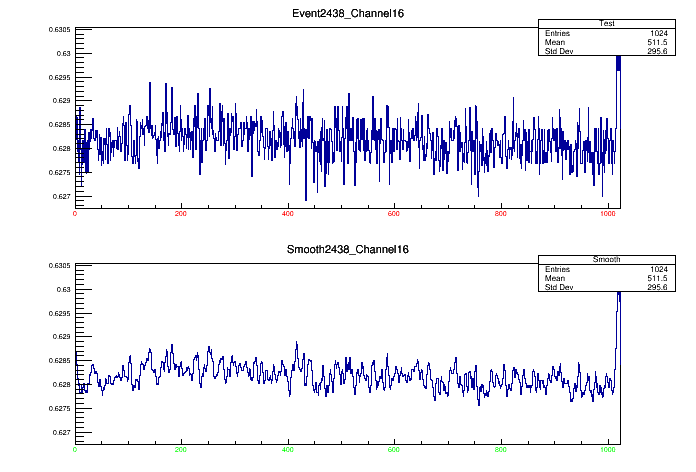 Event2438_Channel16
Test
Entries 1024
Mean 511.5
Std Dev 295.6
0.6305
0.63
0.6295
0.629
0.6285
0.628
0.6275
0.627
0 200 400 600 800 1000
Smooth2438_Channel16
Smooth
Entries 1024
Mean 511.5
Std Dev 295.6
0.6305
0.63
0.6295
0.629
0.6285
0.628
0.6275
0.627
0 200 400 600 800 1000